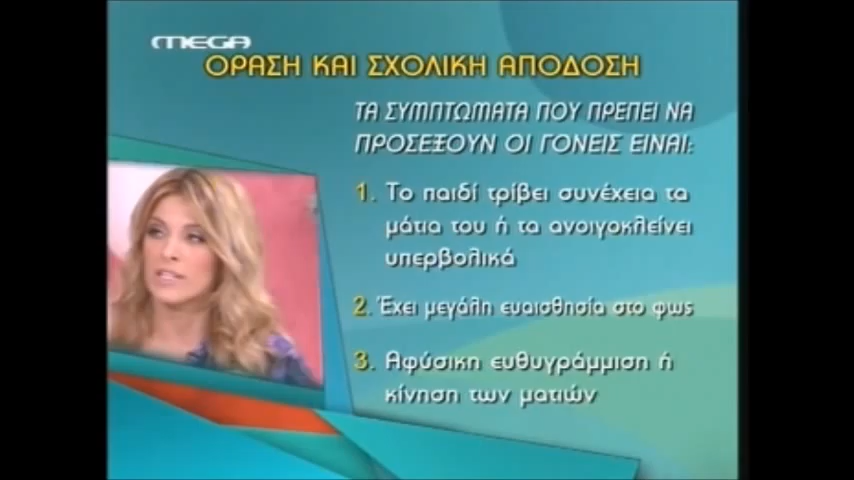 MEGA
ΟΡΑΣΗ ΚΑΙ ΣΧΟΛΙΚΗ ΑΠΟΔΟΣΗ
ΤΑ ΣΥΜΠΤΩΜΑΤΑ ΠΟΥ ΠΡΕΠΕΙ ΝΑ
ΠΡΟΣΕΞΟΥΝ ΟΙ ΓΟΝΕΙΣ ΕΙΝΑΙ:
1. Το παιδί τρίβει συνέχεια τα
μάτια του ή τα ανοιγοκλείνει
υπερβολικά
2. Έχει μεγάλη ευαισθησία στο φως
3. Αφύσικη ευθυγράμμιση ή
κίνηση των ματιών